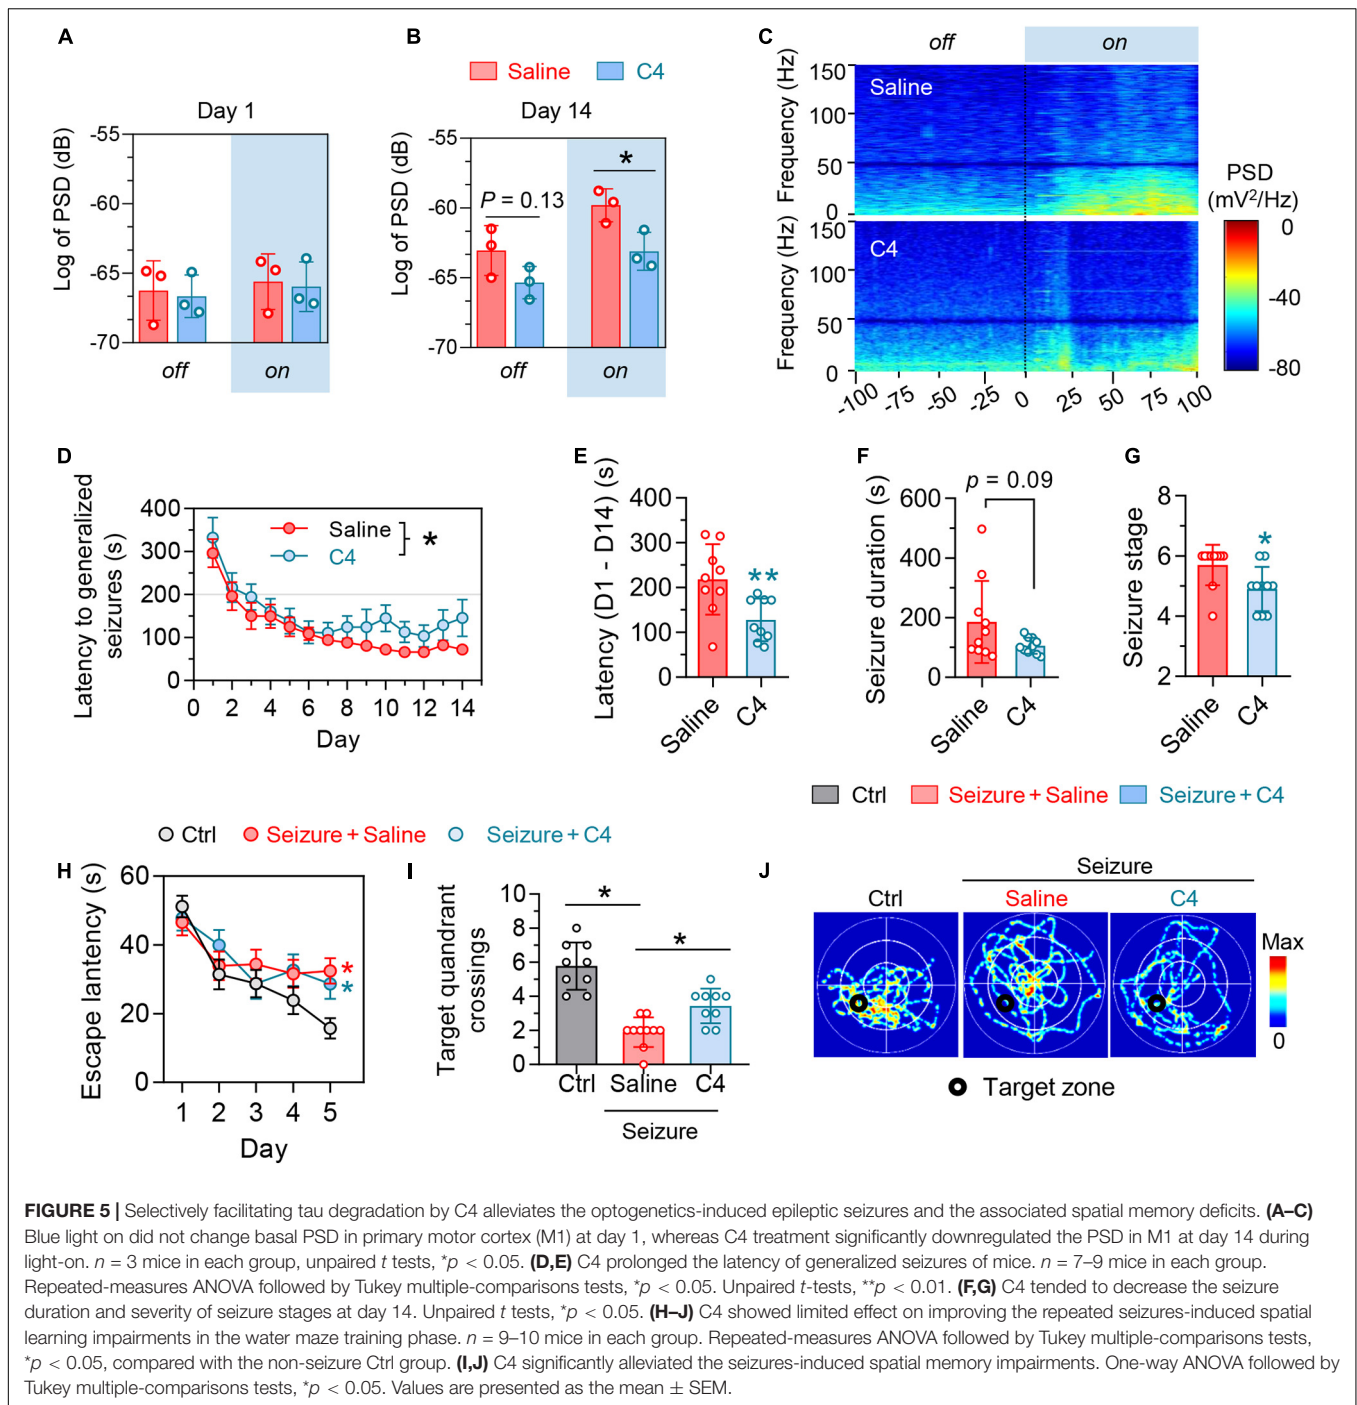 A
B
C
off
on
Saline
C4
Day 1
Day 14
Log of PSD (dB)
-55
-60
-65
-70
off
on
Log of PSD (dB)
-55
-60
-65
-70
P = 0.13
*
off
on
Frequency (Hz)
150
100
50
0
Saline
Frequency (Hz)
150
100
50
0
C4
-100
-75
-50
-25
0
25
50
75
100
PSD
(mV²/Hz)
0
-40
-80
D
E
F
G
Latency to generalized
seizures (s)
400
300
200
100
0
Saline
C4
*
0
2
4
6
8
10
12
14
Day
Latency (D1 - D14) (s)
400
300
200
100
0
**
Saline
C4
Seizure duration (s)
600
400
200
0
p = 0.09
Saline
C4
Seizure stage
8
6
4
2
*
Saline
C4
Ctrl
Seizure+Saline
Seizure+C4
Ctrl
Seizure+Saline
Seizure+C4
H
I
J
Escape lantency (s)
60
40
20
0
*
*
1
2
3
4
5
Day
Target quandrant
crossings
10
8
6
4
2
0
*
*
Ctrl
Saline
C4
Seizure
Seizure
Ctrl
Saline
C4
Max
0
Target zone
FIGURE 5 | Selectively facilitating tau degradation by C4 alleviates the optogenetics-induced epileptic seizures and the associated spatial memory deficits. (A–C)
Blue light on did not change basal PSD in primary motor cortex (M1) at day 1, whereas C4 treatment significantly downregulated the PSD in M1 at day 14 during
light-on. n = 3 mice in each group, unpaired t tests, *p < 0.05. (D,E) C4 prolonged the latency of generalized seizures of mice. n = 7–9 mice in each group.
Repeated-measures ANOVA followed by Tukey multiple-comparisons tests, *p < 0.05. Unpaired t-tests, **p < 0.01. (F,G) C4 tended to decrease the seizure
duration and severity of seizure stages at day 14. Unpaired t tests, *p < 0.05. (H–J) C4 showed limited effect on improving the repeated seizures-induced spatial
learning impairments in the water maze training phase. n = 9–10 mice in each group. Repeated-measures ANOVA followed by Tukey multiple-comparisons tests,
*p < 0.05, compared with the non-seizure Ctrl group. (I,J) C4 significantly alleviated the seizures-induced spatial memory impairments. One-way ANOVA followed by
Tukey multiple-comparisons tests, *p < 0.05. Values are presented as the mean ± SEM.